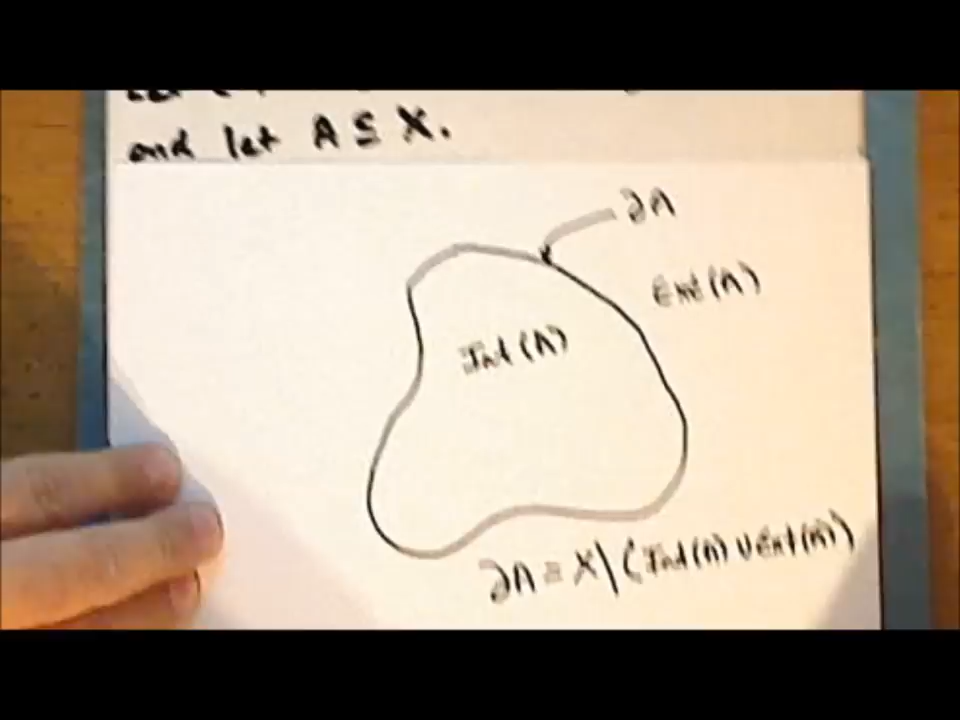 and let A ⊆ X.
∂A
Ext(A)
Int(A)
∂A = X\(Int(A)∪Ext(A))